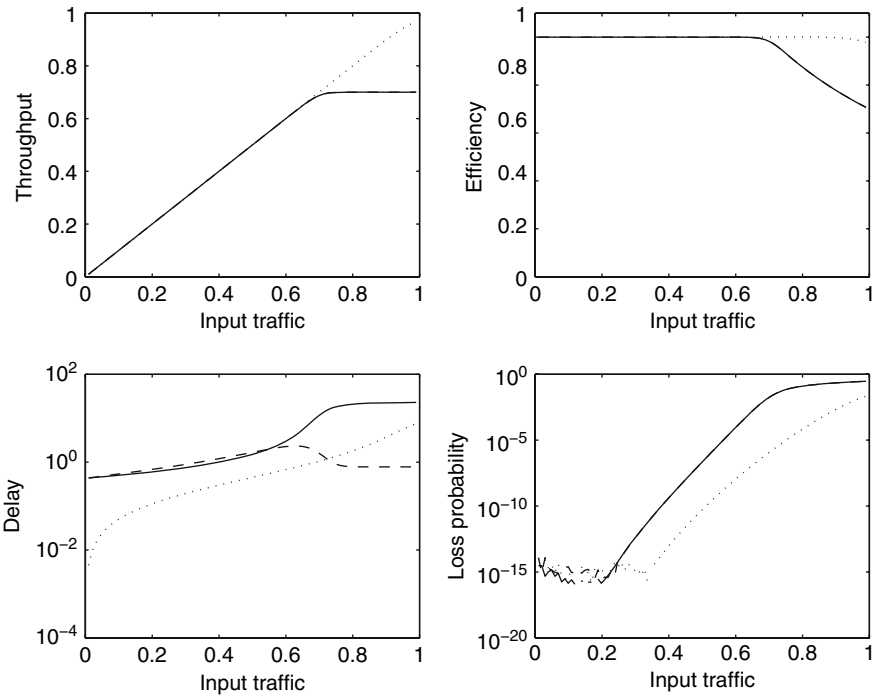 1
0.8
0.6
0.4
0.2
0
Throughput
0 0.2 0.4 0.6 0.8 1
Input traffic
1
0.8
0.6
0.4
0.2
0
Efficiency
0 0.2 0.4 0.6 0.8 1
Input traffic
10^2
10^0
10^−2
10^−4
Delay
0 0.2 0.4 0.6 0.8 1
Input traffic
10^0
10^−5
10^−10
10^−15
10^−20
Loss probability
0 0.2 0.4 0.6 0.8 1
Input traffic